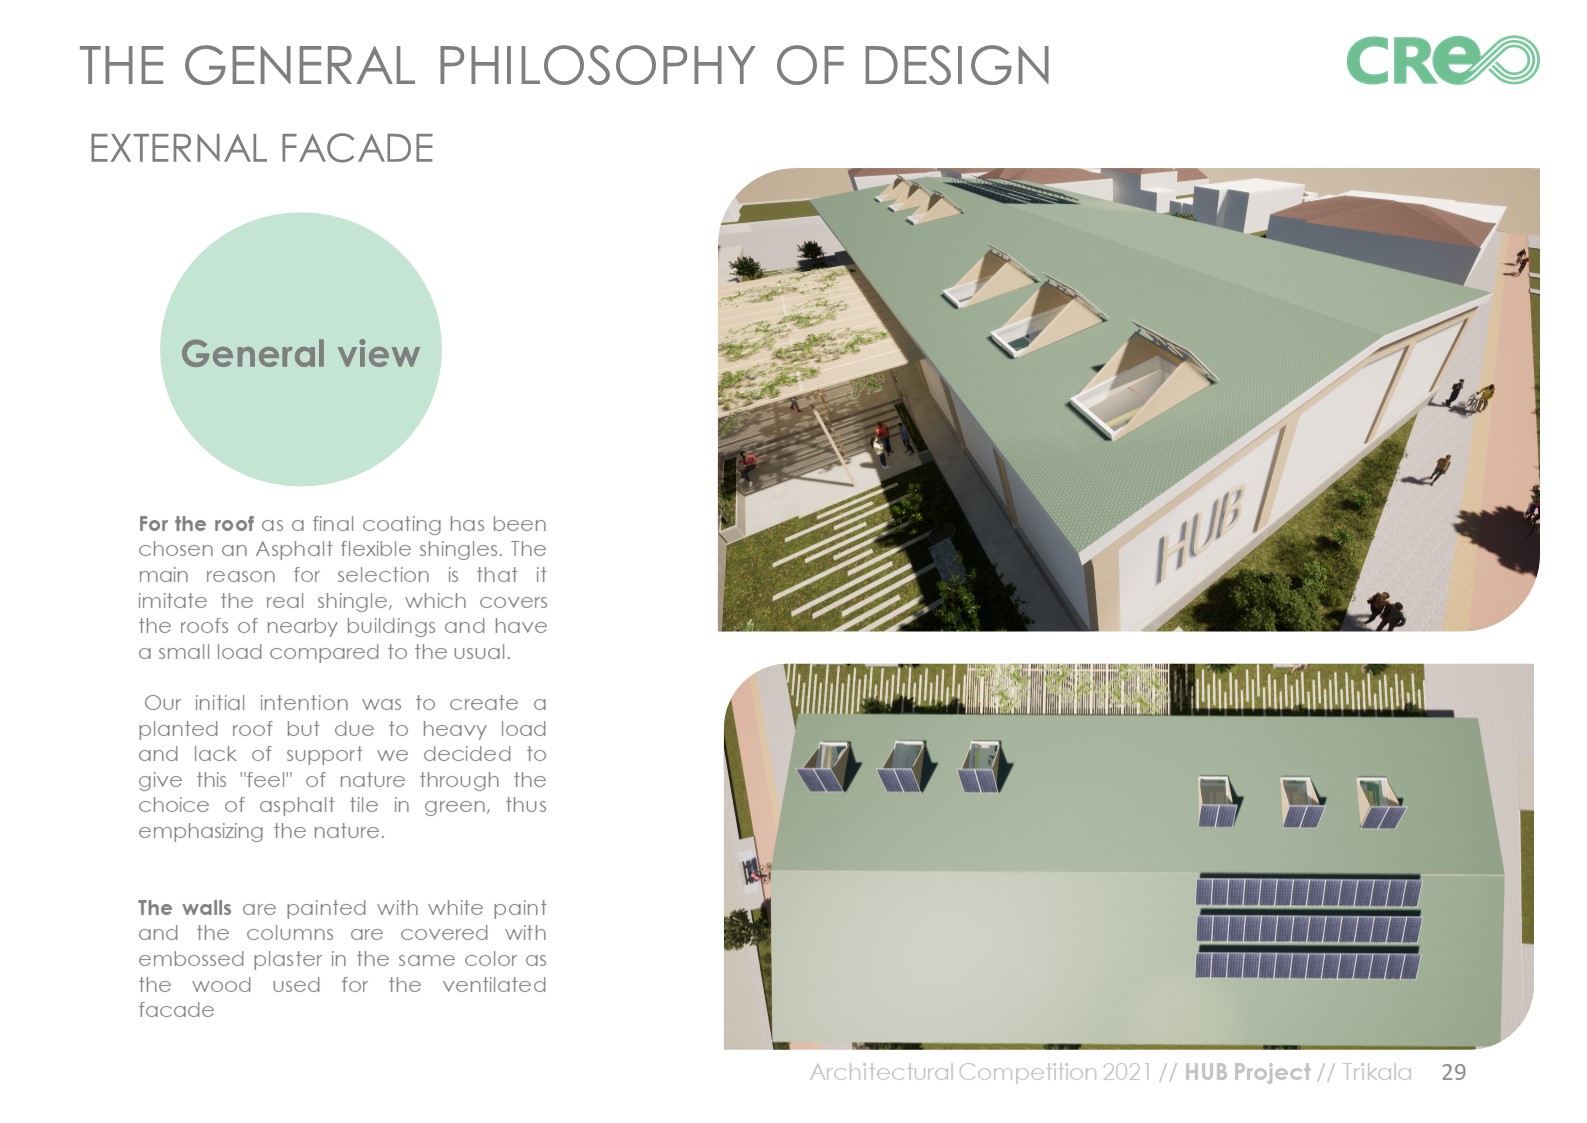 THE GENERAL PHILOSOPHY OF DESIGN
CREO
EXTERNAL FACADE
General view
For the roof as a final coating has been
chosen an Asphalt flexible shingles. The
main reason for selection is that it
imitate the real shingle, which covers
the roofs of nearby buildings and have
a small load compared to the usual.
Our initial intention was to create a
planted roof but due to heavy load
and lack of support we decided to
give this "feel" of nature through the
choice of asphalt tile in green, thus
emphasizing the nature.
The walls are painted with white paint
and the columns are covered with
embossed plaster in the same color as
the wood used for the ventilated
facade
HUB
Architectural Competition 2021 // HUB Project // Trikala 29